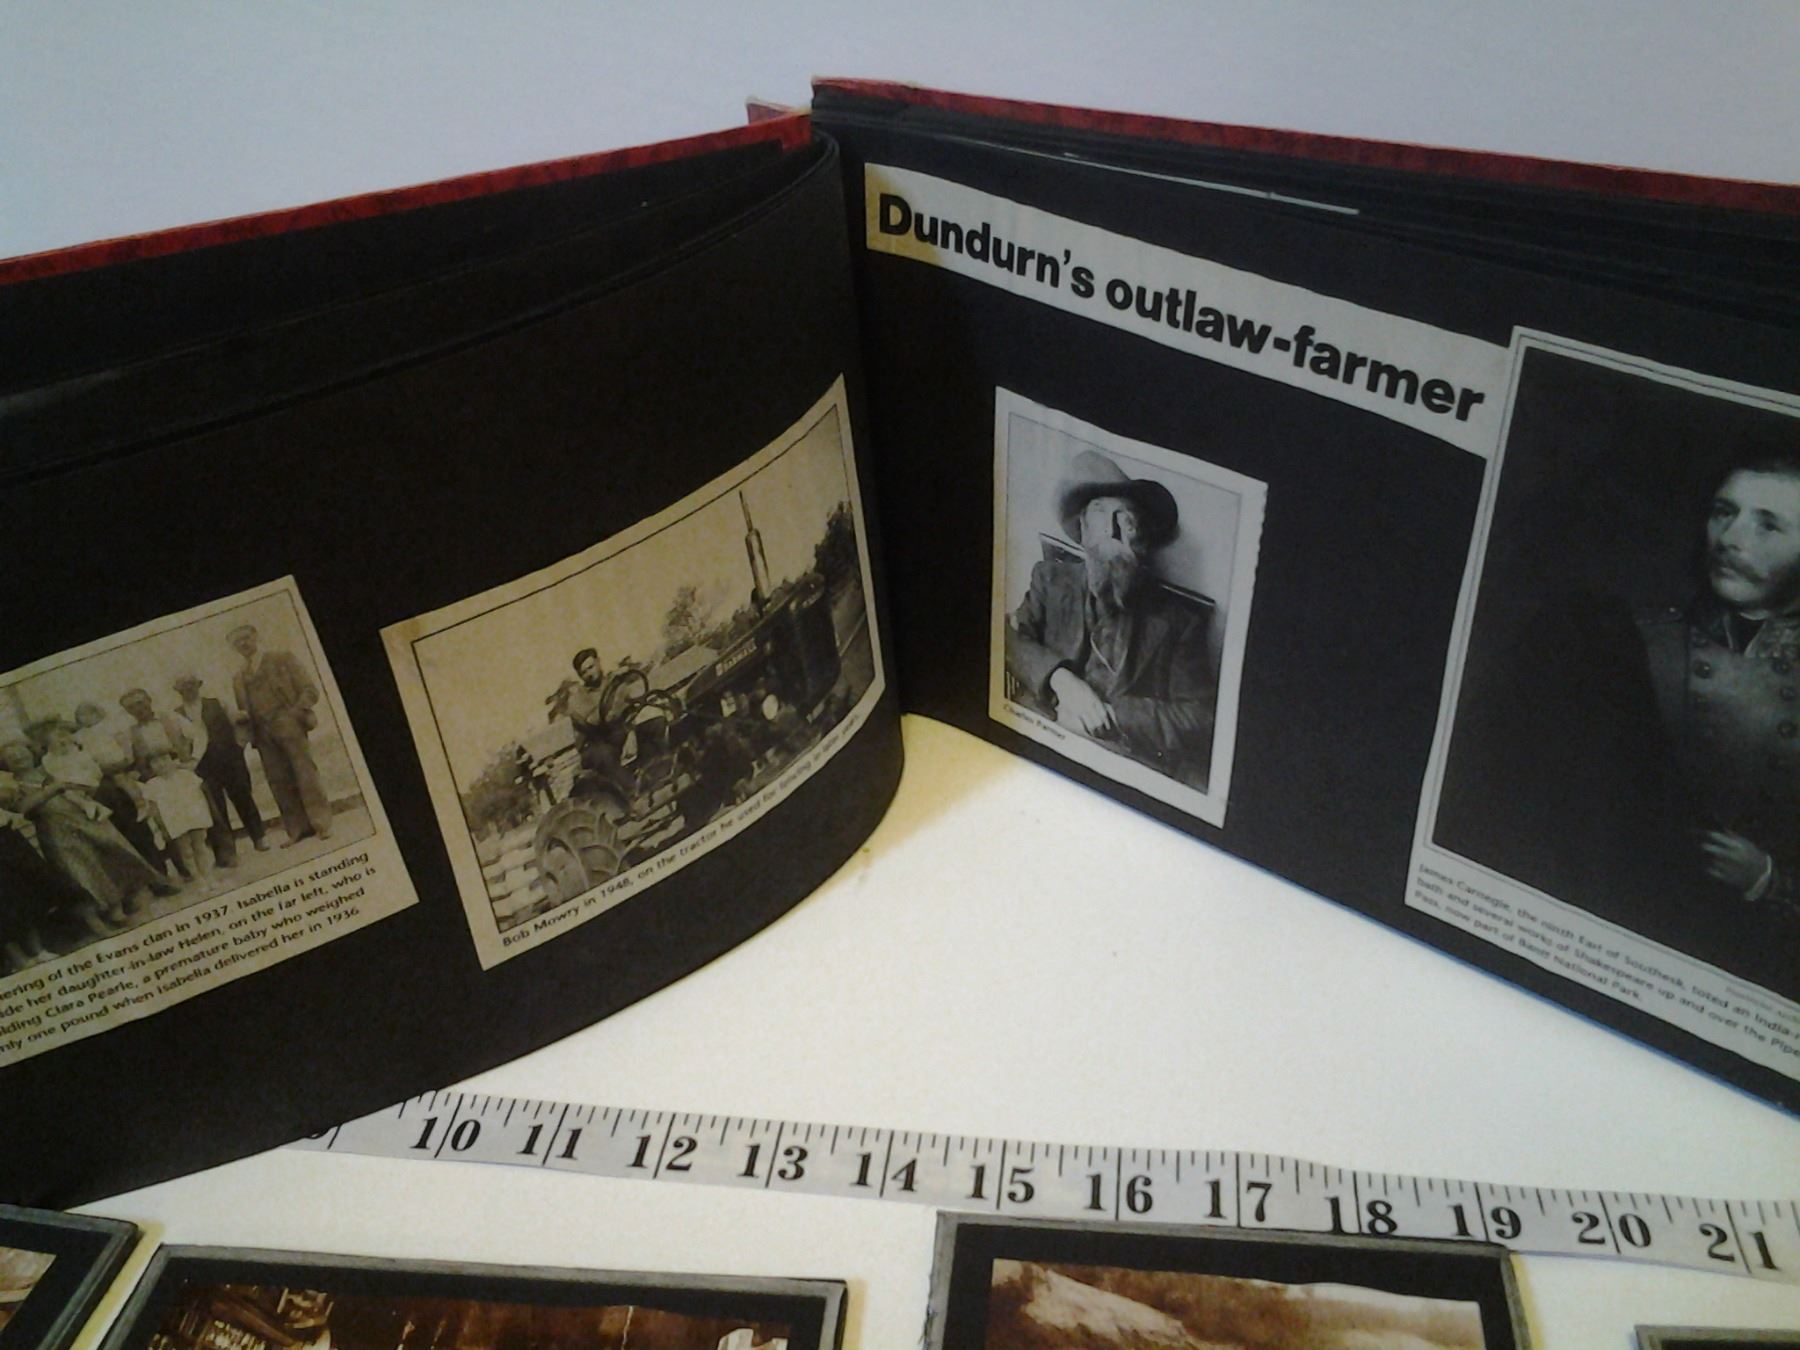 Dundurn's outlaw-farmer
Charles Parmer
James Carnegie, the ninth Earl of Southesk, toted an India-
bath and several works of Shakespeare up and over the Pipe
Pass, now part of Banff National Park.
Bob Mowry in 1948, on the tractor he used for
of the Evans clan in 1937. Isabella is standing
her daughter-in-law Helen, on the far left, who is
Clara Pearle, a premature baby who weighed
one pound when Isabella delivered her in 1936.
FARMALL
10 11 12 13 14 15 16 17 18 19 20 21